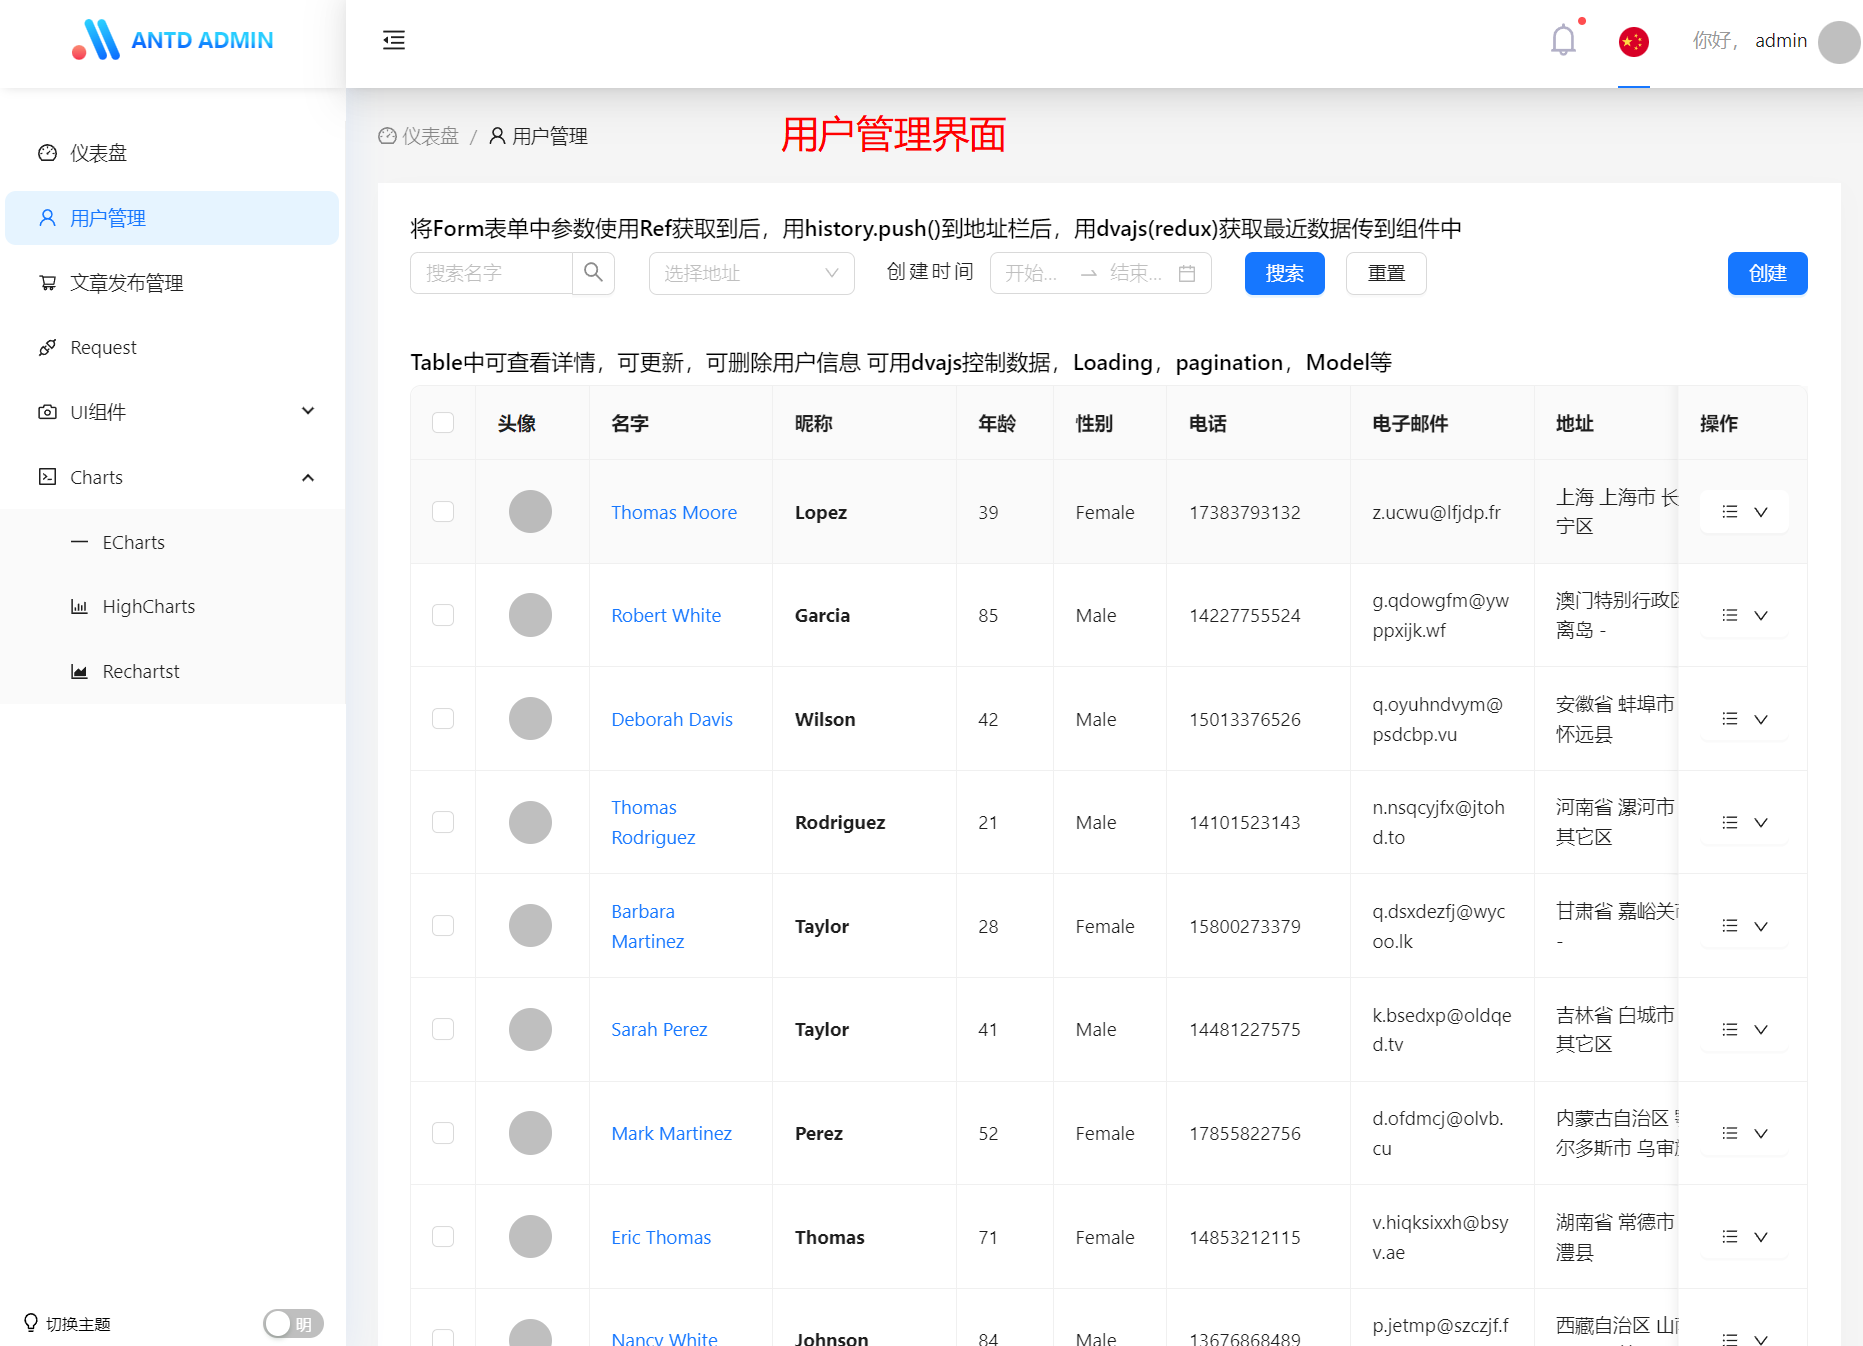 ANTD ADMIN
你好， admin
仪表盘
用户管理
文章发布管理
Request
UI组件
Charts
ECharts
HighCharts
Rechartst
切换主题
明
仪表盘 / 用户管理
用户管理界面
将Form表单中参数使用Ref获取到后，用history.push()到地址栏后，用dvajs(redux)获取最近数据传到组件中
搜索名字 选择地址 创建时间 开始... 结束... 搜索 重置 创建
Table中可查看详情，可更新，可删除用户信息 可用dvajs控制数据，Loading，pagination，Model等
头像 名字 昵称 年龄 性别 电话 电子邮件 地址 操作
Thomas Moore Lopez 39 Female 17383793132 z.ucwu@lfjdp.fr 上海 上海市 长
宁区
Robert White Garcia 85 Male 14227755524 g.qdowgfm@yw
ppxijk.wf
澳门特别行政区
离岛 -
Deborah Davis Wilson 42 Male 15013376526 q.oyuhndvym@
psdcbp.vu
安徽省 蚌埠市
怀远县
Thomas
Rodriguez
Rodriguez 21 Male 14101523143 n.nsqcyjfx@jtoh
d.to
河南省 漯河市
其它区
Barbara
Martinez
Taylor 28 Female 15800273379 q.dsxdezfj@wyc
oo.lk
甘肃省 嘉峪关市
-
Sarah Perez Taylor 41 Male 14481227575 k.bsedxp@oldqe
d.tv
吉林省 白城市
其它区
Mark Martinez Perez 52 Female 17855822756 d.ofdmcj@olvb.
cu
内蒙古自治区
尔多斯市 乌审
Eric Thomas Thomas 71 Female 14853212115 v.hiqksixxh@bsy
v.ae
湖南省 常德市
澧县
Nancy White Johnson 84 Male 13676868489 p.jetmp@szczjf.f
西藏自治区 山